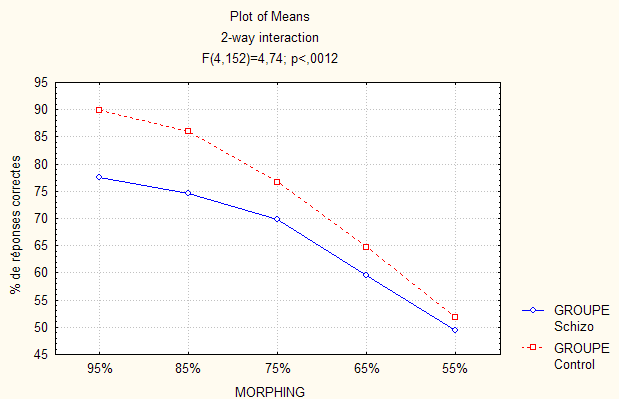 Plot of Means
2-way interaction
F(4,152)=4,74; p<,0012
% de réponses correctes
95
90
85
80
75
70
65
60
55
50
45
95%
85%
75%
65%
55%
MORPHING
GROUPE
Schizo
GROUPE
Control